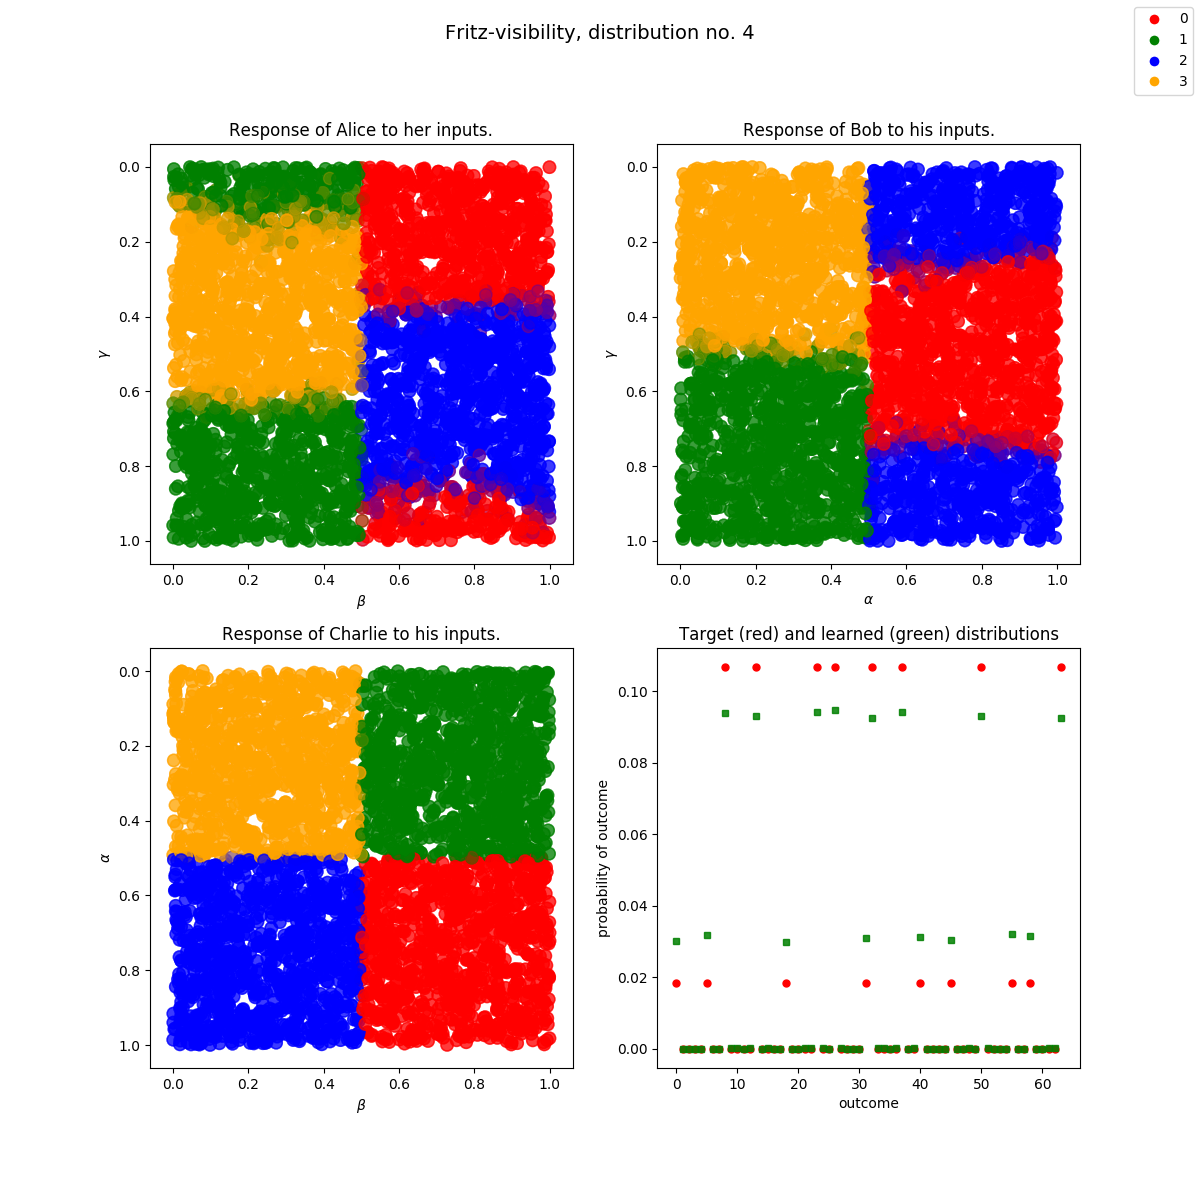 Fritz-visibility, distribution no. 4
0
1
2
3
Response of Alice to her inputs.
0.0
0.2
0.4
0.6
0.8
1.0
γ
0.0 0.2 0.4 0.6 0.8 1.0
β
Response of Bob to his inputs.
0.0
0.2
0.4
0.6
0.8
1.0
γ
0.0 0.2 0.4 0.6 0.8 1.0
α
Response of Charlie to his inputs.
0.0
0.2
0.4
0.6
0.8
1.0
α
0.0 0.2 0.4 0.6 0.8 1.0
β
Target (red) and learned (green) distributions
0.10
0.08
0.06
0.04
0.02
0.00
probability of outcome
0 10 20 30 40 50 60
outcome